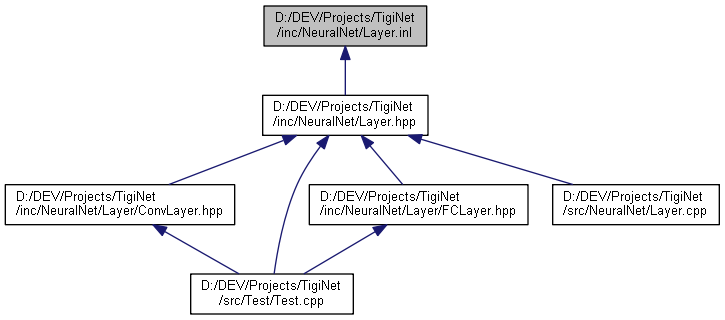 D:/DEV/Projects/TigiNet
/inc/NeuralNet/Layer.inl
D:/DEV/Projects/TigiNet
/inc/NeuralNet/Layer.hpp
D:/DEV/Projects/TigiNet
/inc/NeuralNet/Layer/ConvLayer.hpp
D:/DEV/Projects/TigiNet
/inc/NeuralNet/Layer/FCLayer.hpp
D:/DEV/Projects/TigiNet
/src/NeuralNet/Layer.cpp
D:/DEV/Projects/TigiNet
/src/Test/Test.cpp